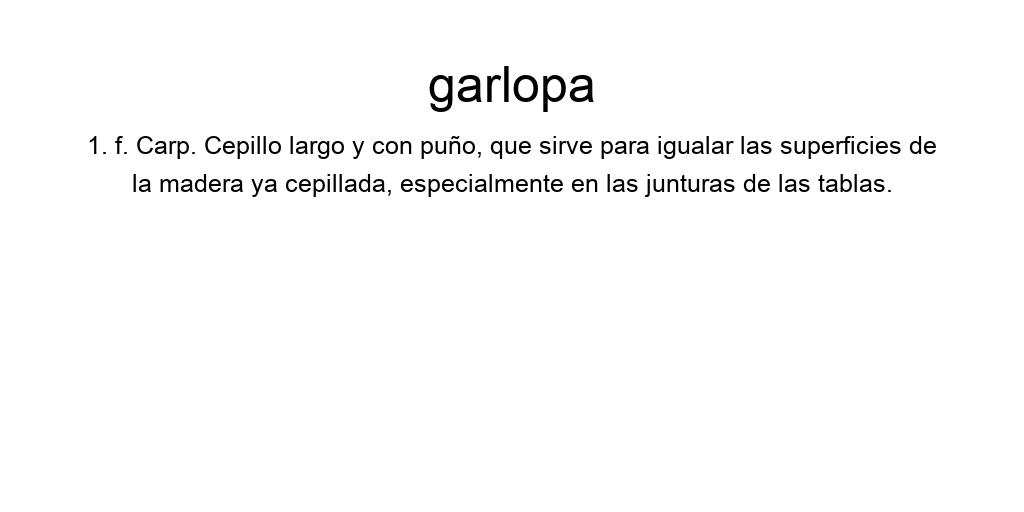 garlopa
1. f. Carp. Cepillo largo y con puño, que sirve para igualar las superficies de
la madera ya cepillada, especialmente en las junturas de las tablas.